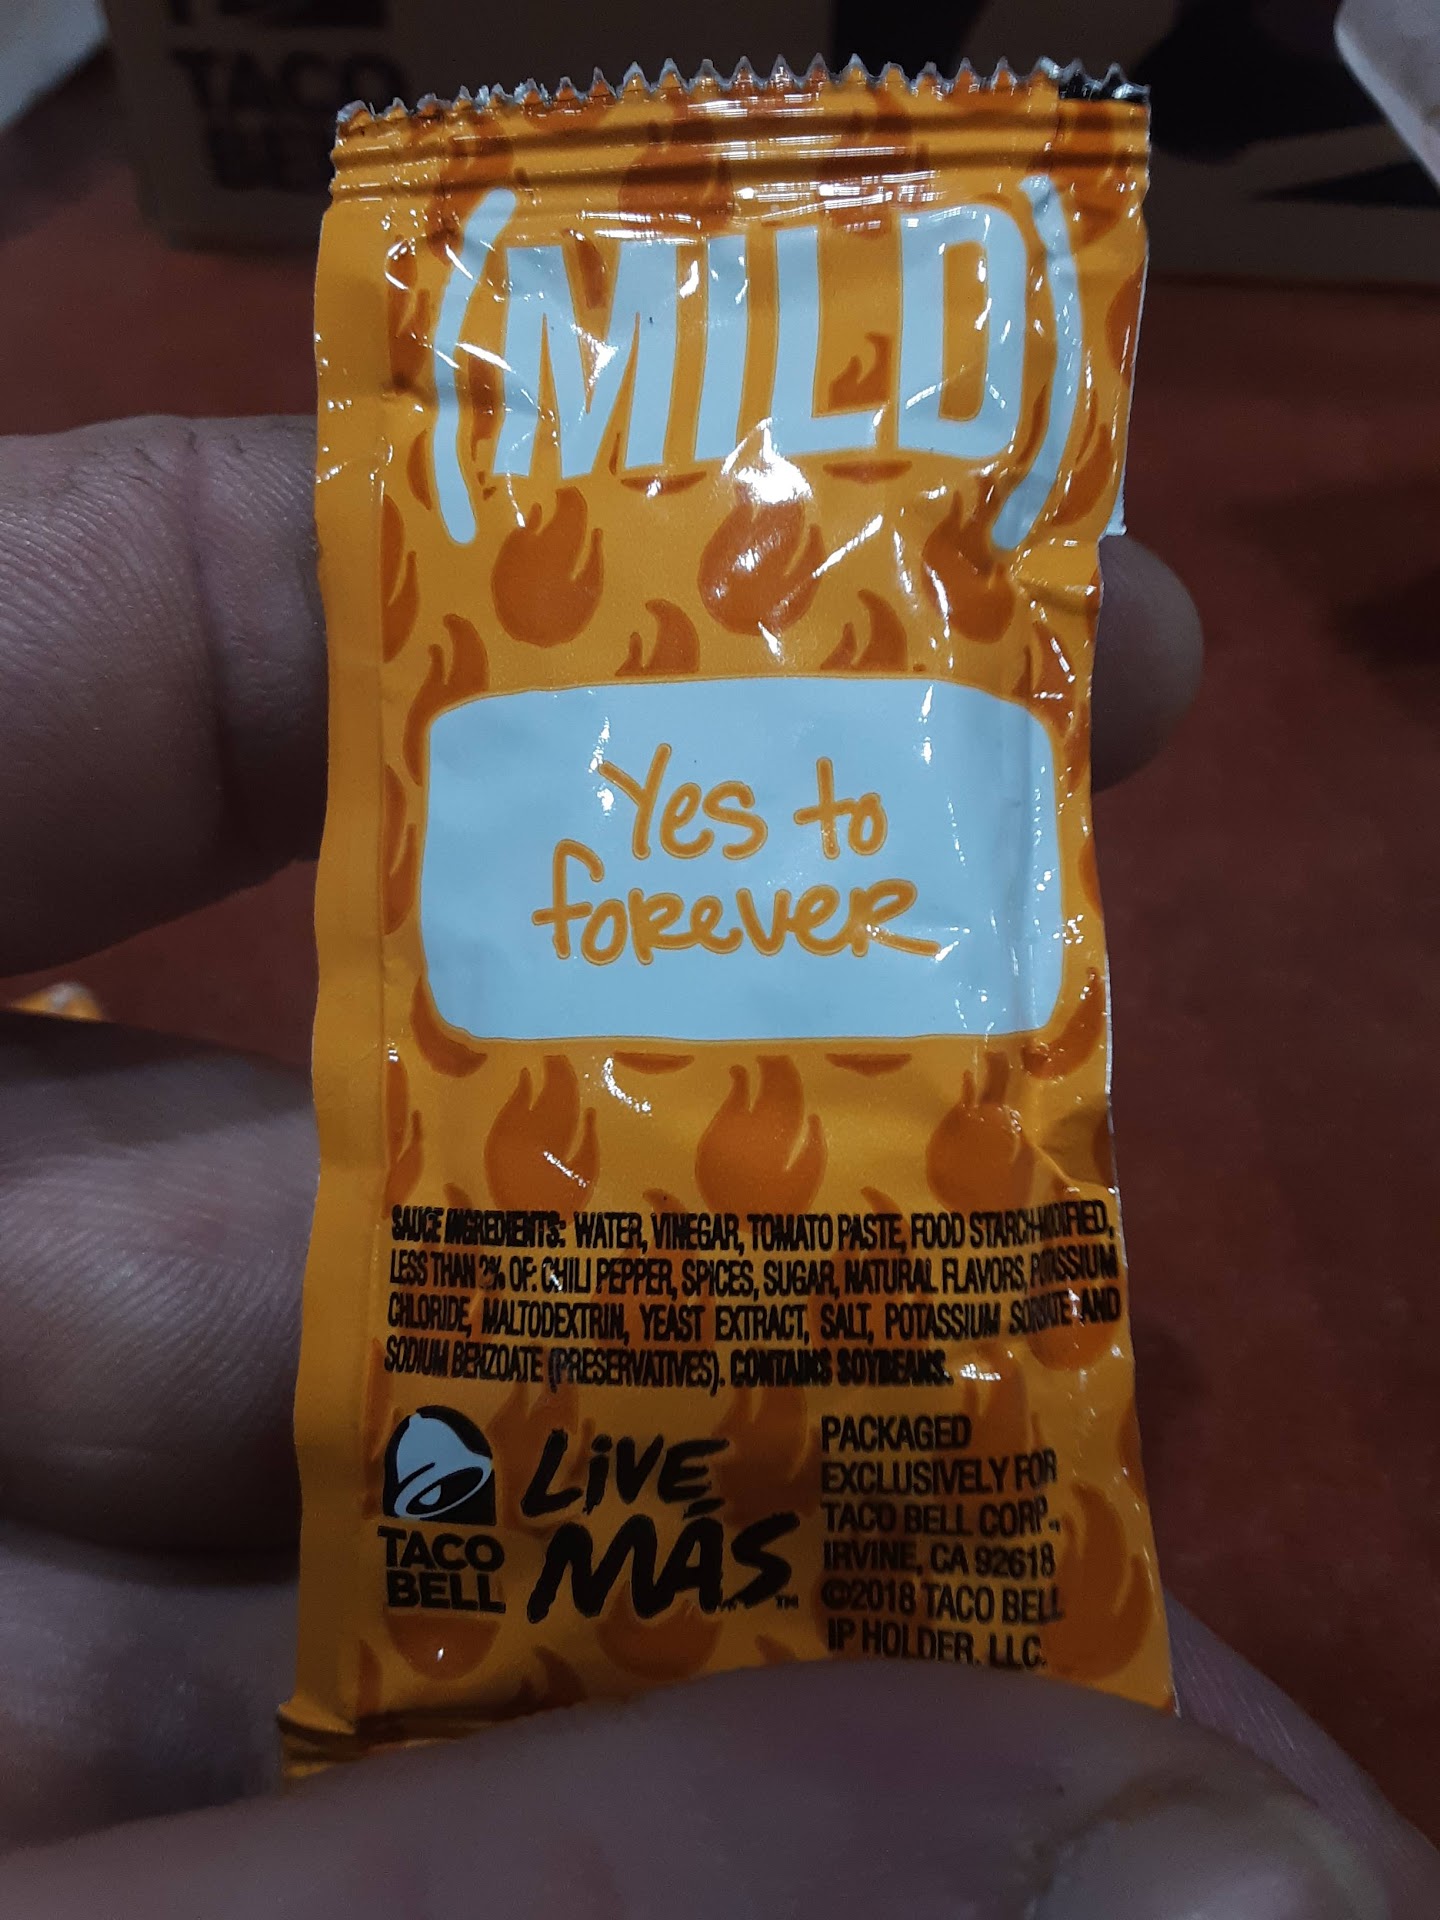 TACO
(MILD)
Yes to
forever
SAUCE INGREDIENTS: WATER, VINEGAR, TOMATO PASTE, FOOD STARCH-MODIFIED,
LESS THAN 2% OF: CHILI PEPPER, SPICES, SUGAR, NATURAL FLAVORS, POTASSIUM
CHLORIDE, MALTODEXTRIN, YEAST EXTRACT, SALT, POTASSIUM SORBATE AND
SODIUM BENZOATE (PRESERVATIVES). CONTAINS SOYBEANS.
TACO
BELL
LIVE
MÁS™
PACKAGED
EXCLUSIVELY FOR
TACO BELL CORP.,
IRVINE, CA 92618
©2018 TACO BELL
IP HOLDER, LLC.